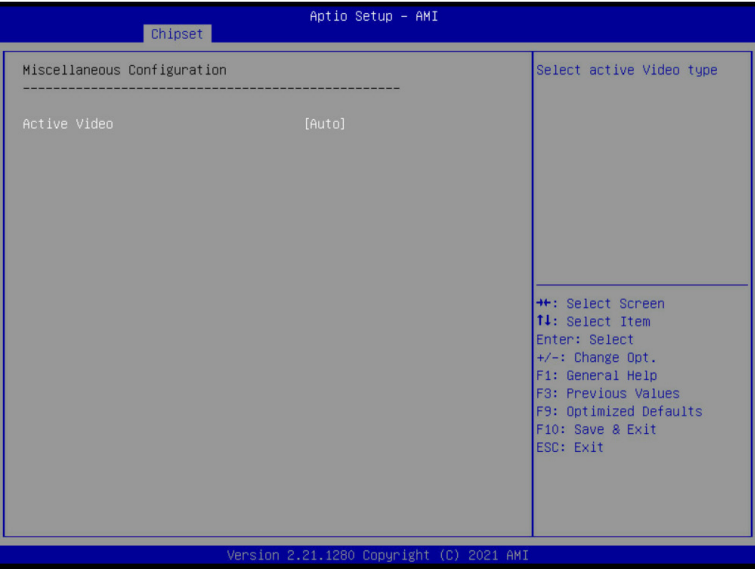 Aptio Setup – AMI
Chipset
Miscellaneous Configuration
--------------------------------------------------
Active Video [Auto]
Select active Video type
→←: Select Screen
↑↓: Select Item
Enter: Select
+/-: Change Opt.
F1: General Help
F3: Previous Values
F9: Optimized Defaults
F10: Save & Exit
ESC: Exit
Version 2.21.1280 Copyright (C) 2021 AMI